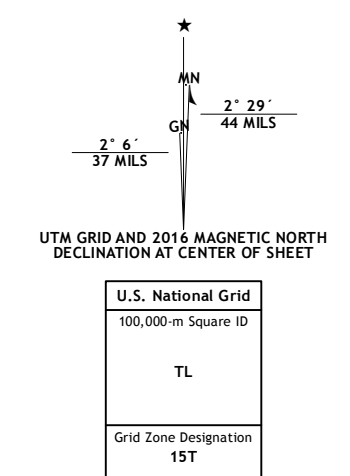 ★
MN
GN
2° 29´
44 MILS
2° 6´
37 MILS
UTM GRID AND 2016 MAGNETIC NORTH
DECLINATION AT CENTER OF SHEET
U.S. National Grid
100,000-m Square ID
TL
Grid Zone Designation
15T